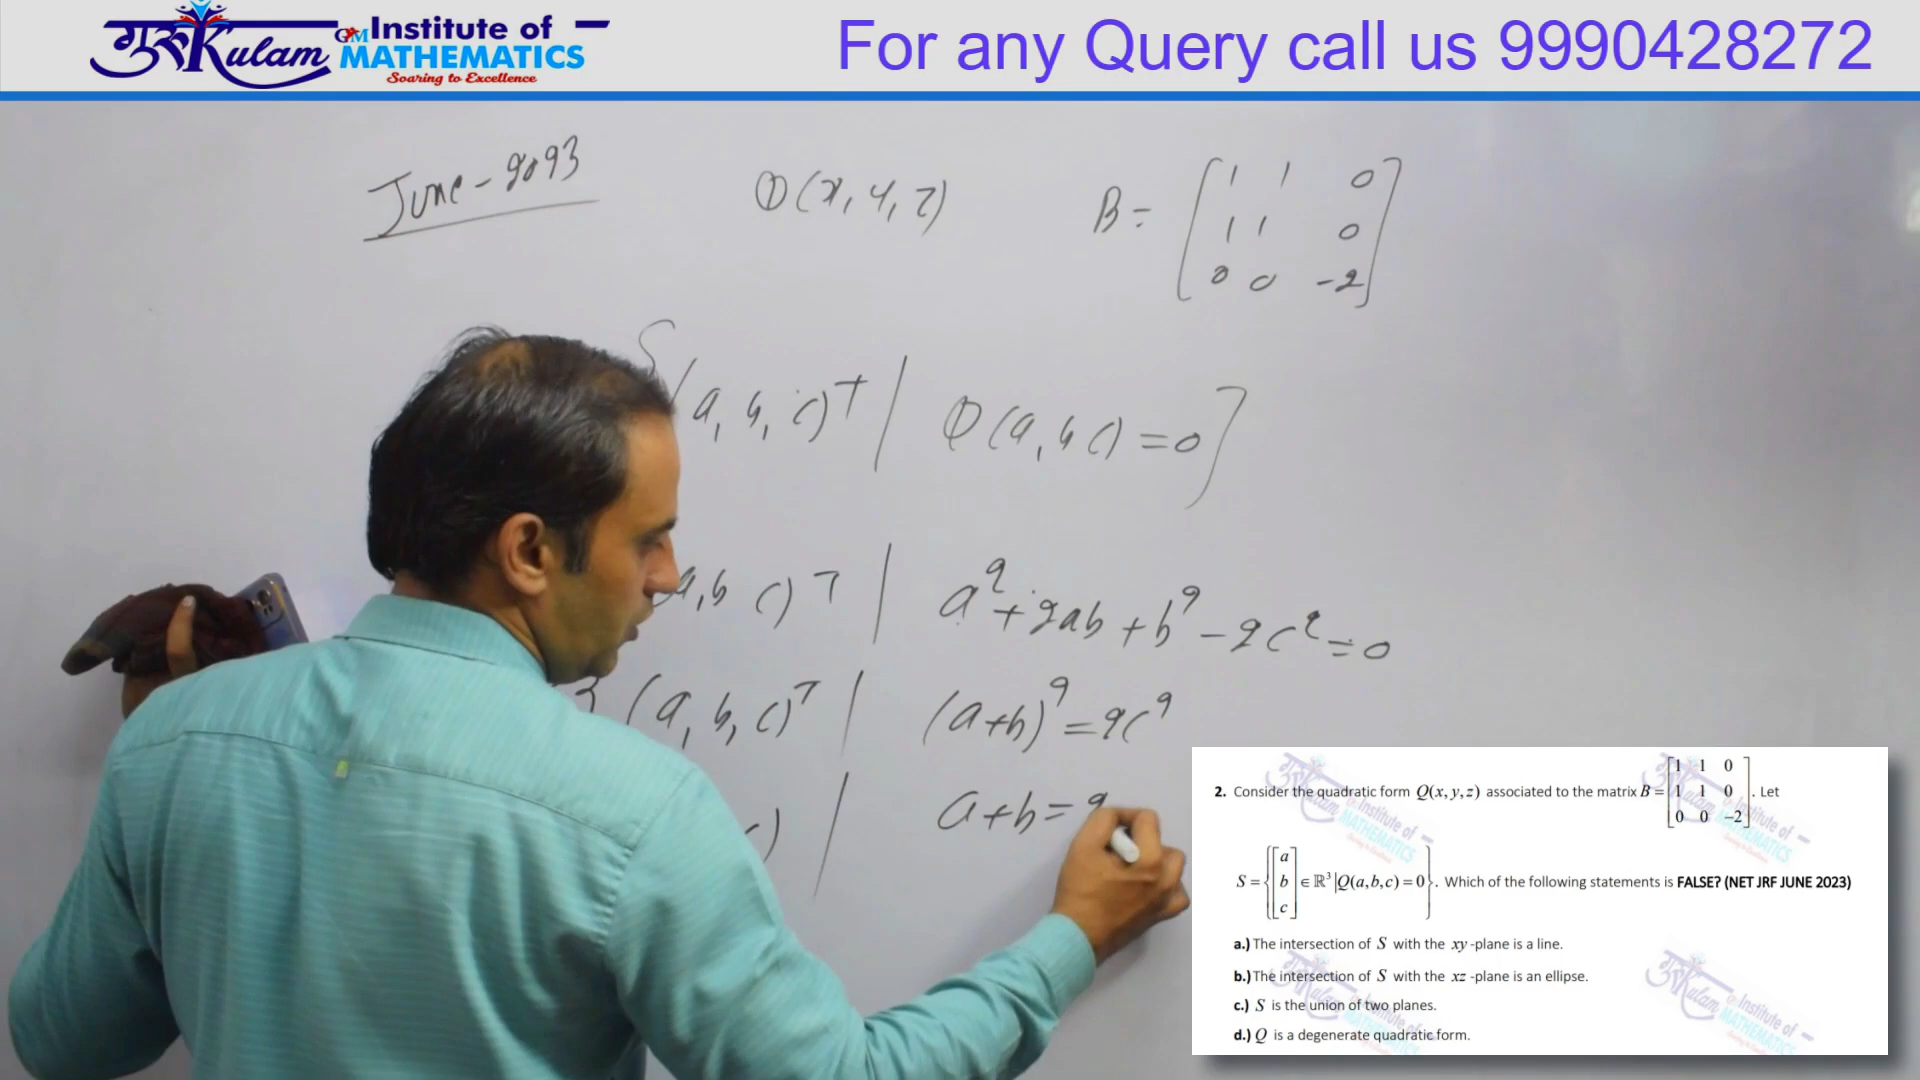 गुरुKulam GM Institute of
MATHEMATICS
Soaring to Excellence
For any Query call us 9990428272
June - 2023
Q(x, y, z)
B = [1 1 0
1 1 0
0 0 -2]
(a, b, c)ᵀ | Q(a, b, c) = 0}
a, b, c)ᵀ | a² + 2ab + b² - 2c² = 0
(a, b, c)ᵀ | (a+b)² = 2c²
c) | a+b =
2. Consider the quadratic form Q(x, y, z) associated to the matrix B = [1 1 0
1 1 0
0 0 −2]. Let
S = {[a
b
c] ∈ ℝ³ | Q(a,b,c) = 0}. Which of the following statements is FALSE? (NET JRF JUNE 2023)
a.) The intersection of S with the xy -plane is a line.
b.) The intersection of S with the xz -plane is an ellipse.
c.) S is the union of two planes.
d.) Q is a degenerate quadratic form.